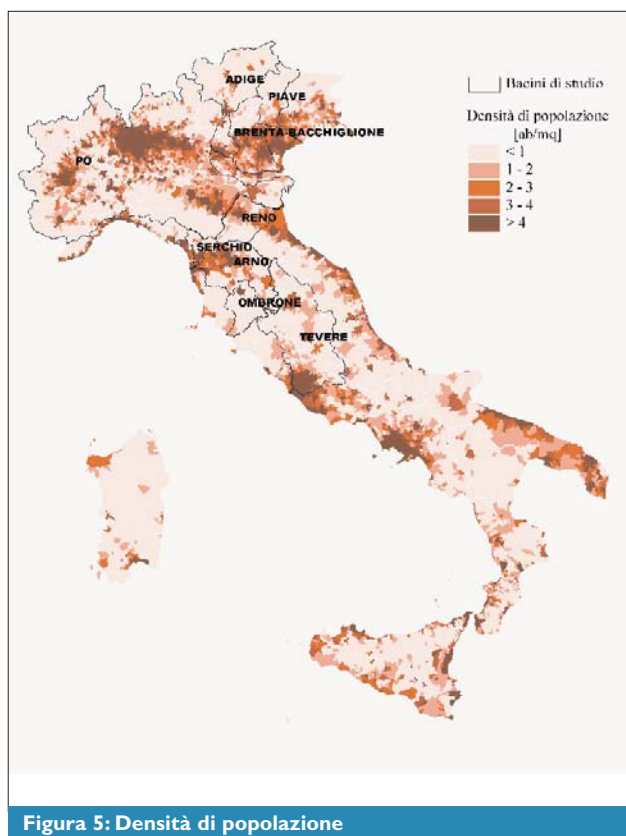 ADIGE
PIAVE
BRENTA-BACCHIGLIONE
PO
RENO
SERCHIO
ARNO
OMBRONE
TEVERE
Bacini di studio
Densità di popolazione
[ab/mq]
< 1
1 - 2
2 - 3
3 - 4
> 4
Figura 5: Densità di popolazione